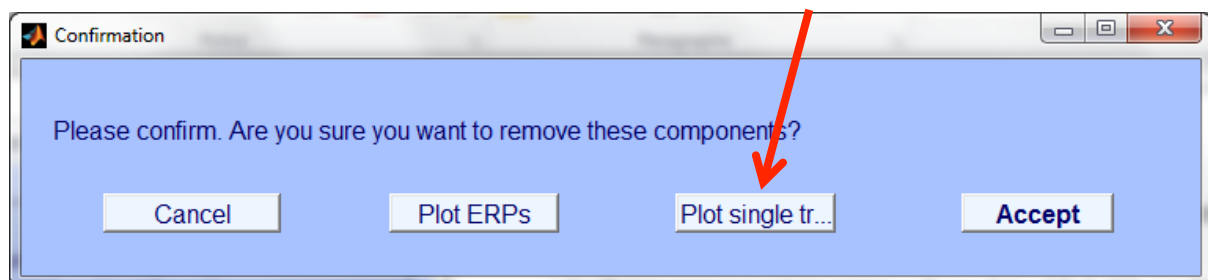 Confirmation
Please confirm. Are you sure you want to remove these components?
Cancel
Plot ERPs
Plot single tr...
Accept